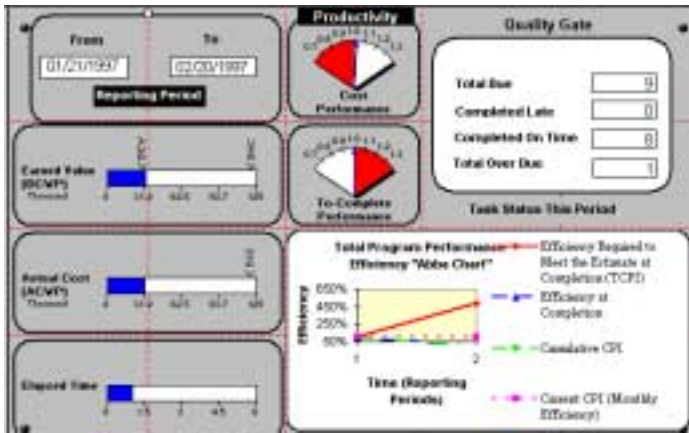 Productivity
From To
01/21/1997 02/20/1997
Reporting Period
Cost
Performance
To-Complete
Performance
Quality Gate
Total Due 9
Completed Late 0
Completed On Time 8
Total Over Due 1
Task Status This Period
Earned Value
(BCWP)
Actual Cost
(ACWP)
Elapsed Time
Total Program Performance
Efficiency "Abba Chart"
Efficiency
650%
450%
250%
50%
1 2
Time (Reporting
Periods)
Efficiency Required to
Meet the Estimate at
Completion (TCPI)
Efficiency at
Completion
Cumulative CPI
Current CPI (Monthly
Efficiency)